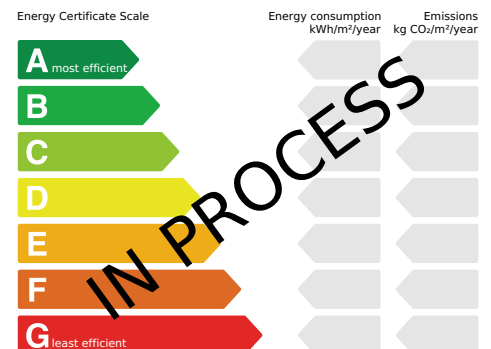 Energy Certificate Scale
Energy consumption
kWh/m²/year
Emissions
kg CO₂/m²/year
A most efficient
B
C
D
E
F
G least efficient
IN PROCESS